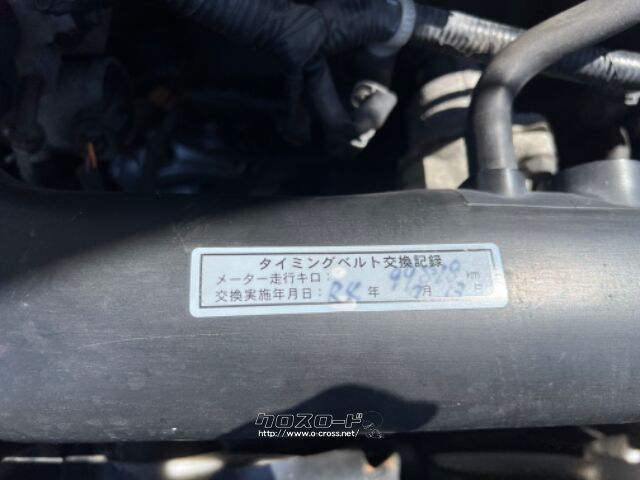 タイミングベルト交換記録
メーター走行キロ： km
交換実施年月日： 年 7月 日
クロスロード
http://www.o-cross.net/